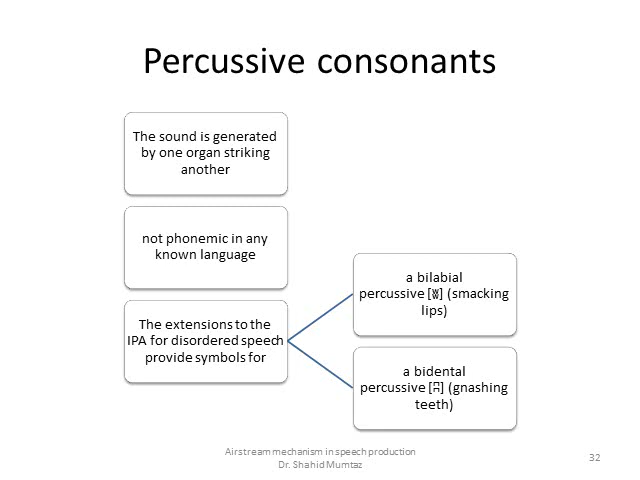 Percussive consonants
The sound is generated
by one organ striking
another
not phonemic in any
known language
The extensions to the
IPA for disordered speech
provide symbols for
a bilabial
percussive [ʬ] (smacking
lips)
a bidental
percussive [ʭ] (gnashing
teeth)
Airstream mechanism in speech production
Dr. Shahid Mumtaz
32